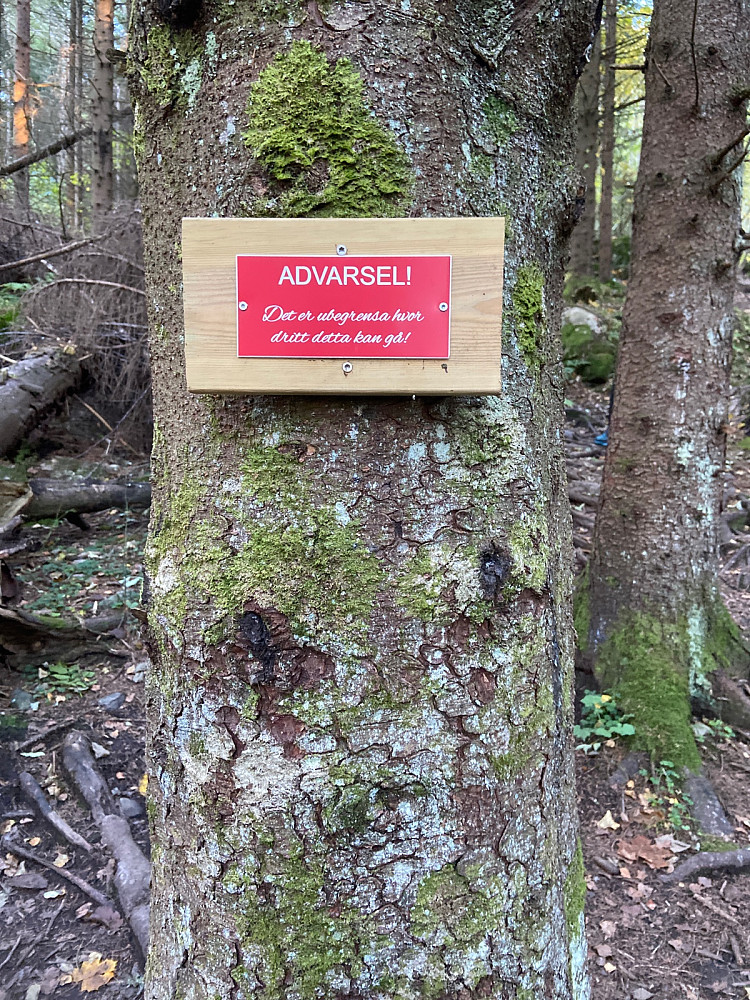 ADVARSEL!
Det er ubegrensa hvor
dritt detta kan gå!